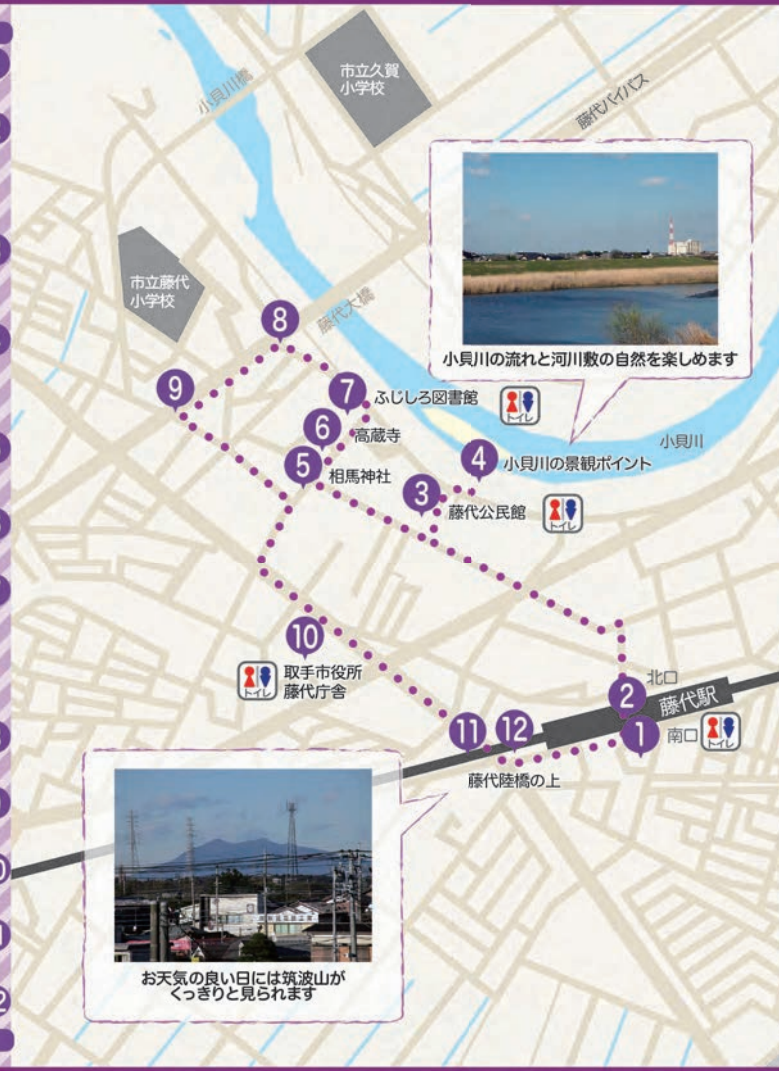 市立久賀
小学校
小貝川橋
藤代バイパス
市立藤代
小学校
藤代大橋
小貝川の流れと河川敷の自然を楽しめます
8
9
7
ふじしろ図書館
トイレ
6
高蔵寺
小貝川
5
相馬神社
4
小貝川の景観ポイント
3
藤代公民館
トイレ
10
取手市役所
藤代庁舎
トイレ
北口
2
藤代駅
1
南口
トイレ
11
12
藤代陸橋の上
お天気の良い日には筑波山が
くっきりと見られます